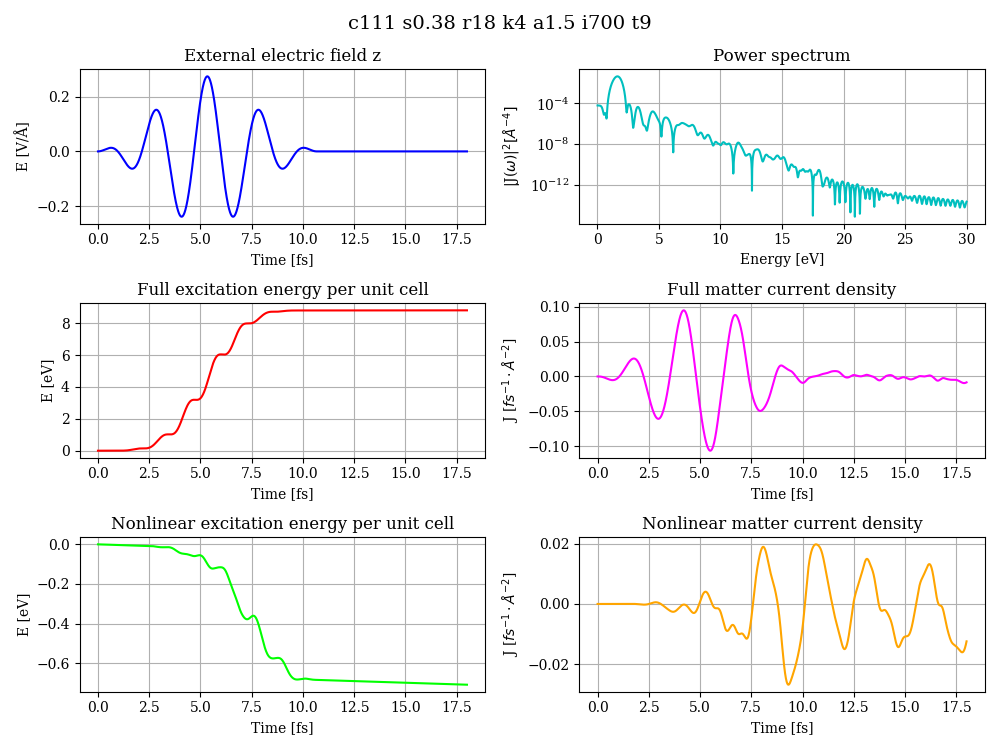 c111 s0.38 r18 k4 a1.5 i700 t9
External electric field z
E [V/Å]
0.2
0.0
−0.2
0.0 2.5 5.0 7.5 10.0 12.5 15.0 17.5
Time [fs]
Power spectrum
|J(ω)|²[Å⁻⁴]
10⁻⁴
10⁻⁸
10⁻¹²
0 5 10 15 20 25 30
Energy [eV]
Full excitation energy per unit cell
E [eV]
8
6
4
2
0
0.0 2.5 5.0 7.5 10.0 12.5 15.0 17.5
Time [fs]
Full matter current density
J [fs⁻¹ · Å⁻²]
0.10
0.05
0.00
−0.05
−0.10
0.0 2.5 5.0 7.5 10.0 12.5 15.0 17.5
Time [fs]
Nonlinear excitation energy per unit cell
E [eV]
0.0
−0.2
−0.4
−0.6
0.0 2.5 5.0 7.5 10.0 12.5 15.0 17.5
Time [fs]
Nonlinear matter current density
J [fs⁻¹ · Å⁻²]
0.02
0.00
−0.02
0.0 2.5 5.0 7.5 10.0 12.5 15.0 17.5
Time [fs]